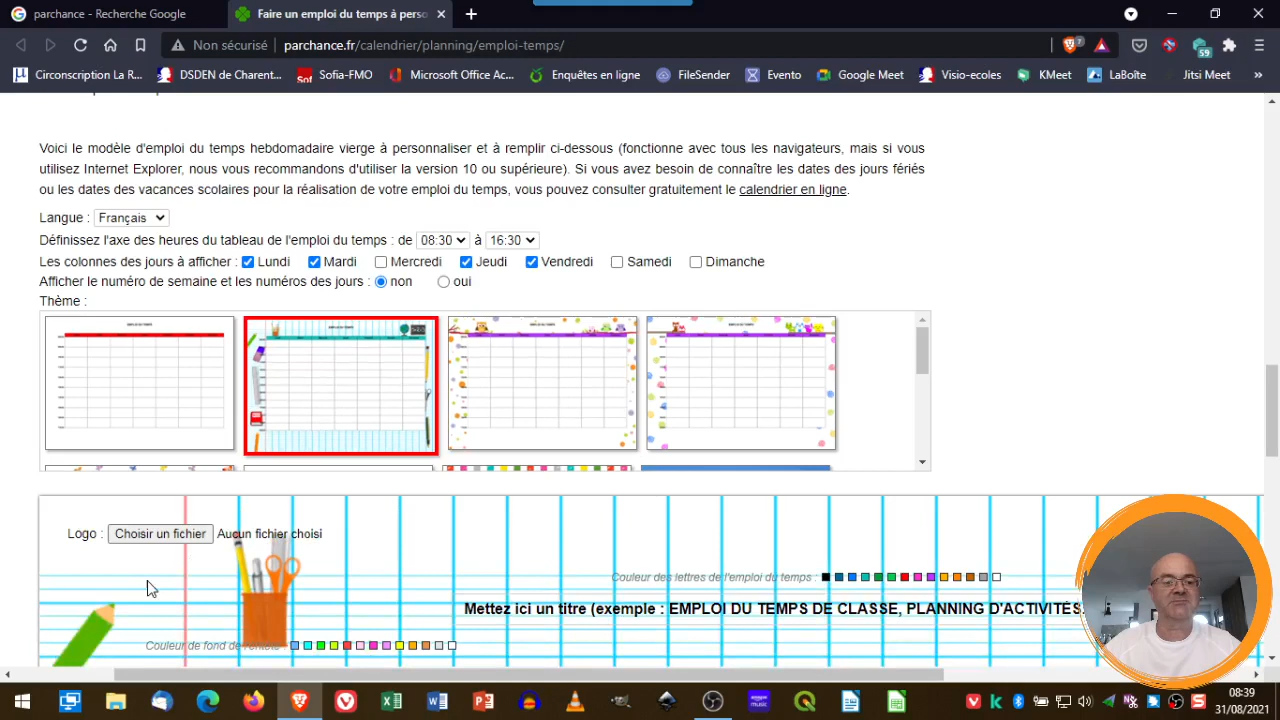 parchance - Recherche Google
Faire un emploi du temps à perso
Non sécurisé
parchance.fr/calendrier/planning/emploi-temps/
7
59
Circonscription La R...
DSDEN de Charent...
Sofia-FMO
Microsoft Office Ac...
Enquêtes en ligne
FileSender
Evento
Google Meet
Visio-ecoles
KMeet
LaBoîte
Jitsi Meet
»
Voici le modèle d'emploi du temps hebdomadaire vierge à personnaliser et à remplir ci-dessous (fonctionne avec tous les navigateurs, mais si vous
utilisez Internet Explorer, nous vous recommandons d'utiliser la version 10 ou supérieure). Si vous avez besoin de connaître les dates des jours fériés
ou les dates des vacances scolaires pour la réalisation de votre emploi du temps, vous pouvez consulter gratuitement le calendrier en ligne.
Langue : Français
Définissez l'axe des heures du tableau de l'emploi du temps : de 08:30 à 16:30
Les colonnes des jours à afficher : Lundi Mardi Mercredi Jeudi Vendredi Samedi Dimanche
Afficher le numéro de semaine et les numéros des jours : non oui
Thème :
Logo : Choisir un fichier Aucun fichier choisi
Couleur des lettres de l'emploi du temps :
Mettez ici un titre (exemple : EMPLOI DU TEMPS DE CLASSE, PLANNING D'ACTIVITÉS
Couleur de fond de l'entête :
08:39
31/08/2021